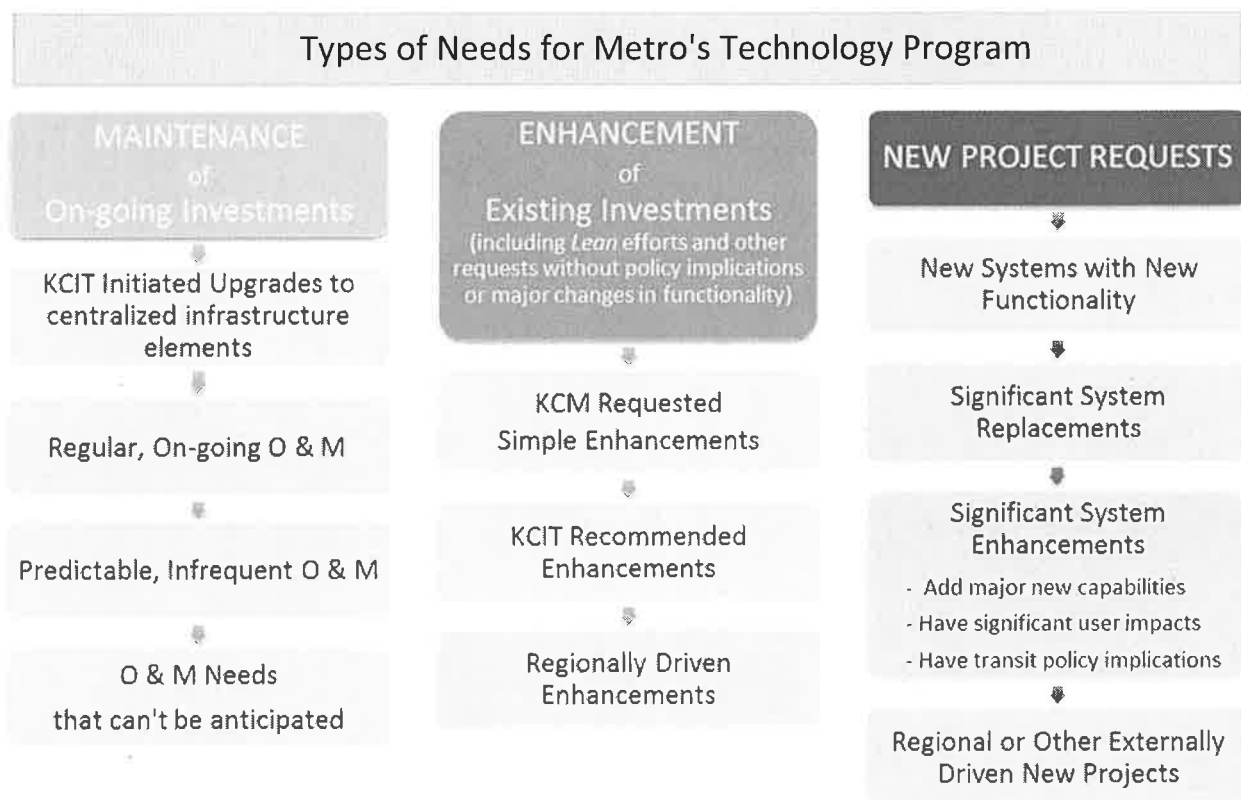 Types of Needs for Metro's Technology Program
MAINTENANCE
of
On-going Investments
KCIT Initiated Upgrades to
centralized infrastructure
elements
Regular, On-going O & M
Predictable, Infrequent O & M
O & M Needs
that can't be anticipated
ENHANCEMENT
of
Existing Investments
(including Lean efforts and other
requests without policy implications
or major changes in functionality)
KCM Requested
Simple Enhancements
KCIT Recommended
Enhancements
Regionally Driven
Enhancements
NEW PROJECT REQUESTS
New Systems with New
Functionality
Significant System
Replacements
Significant System
Enhancements
- Add major new capabilities
- Have significant user impacts
- Have transit policy implications
Regional or Other Externally
Driven New Projects